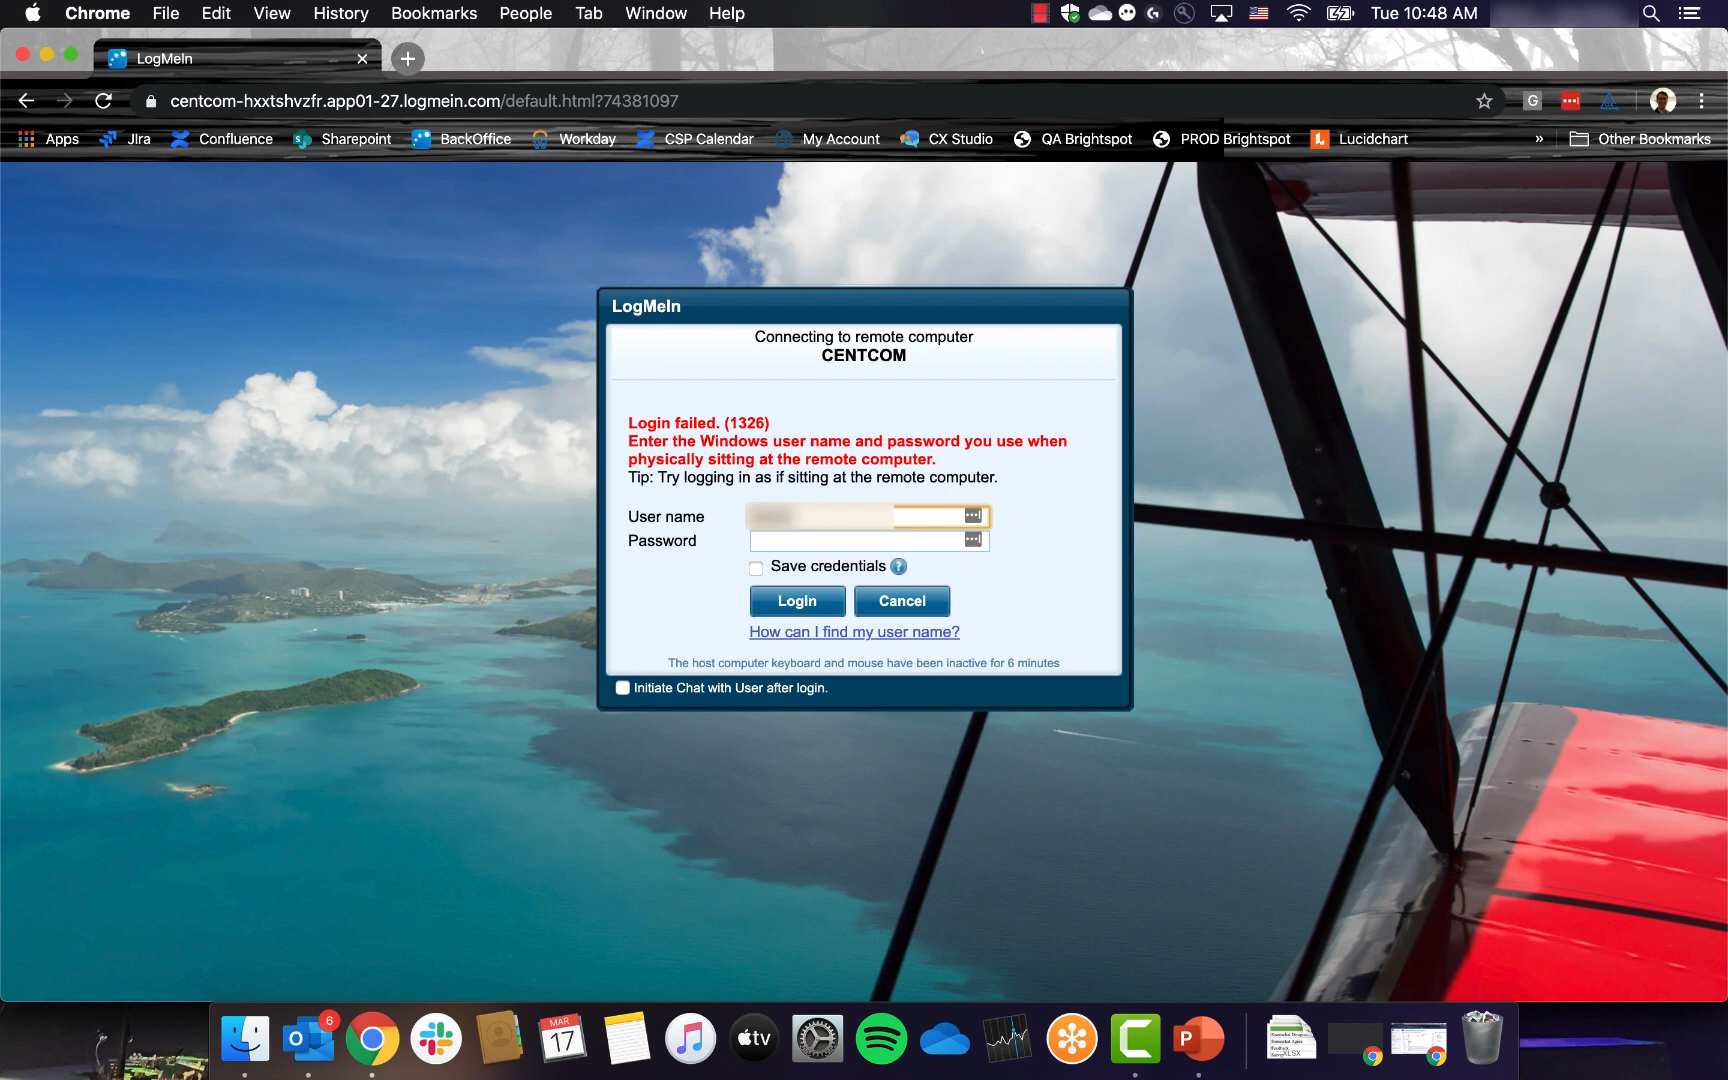 Chrome File Edit View History Bookmarks People Tab Window Help Tue 10:48 AM
LogMeIn
centcom-hxxtshvzfr.app01-27.logmein.com/default.html?74381097
Apps Jira Confluence Sharepoint BackOffice Workday CSP Calendar My Account CX Studio QA Brightspot PROD Brightspot Lucidchart » Other Bookmarks
LogMeIn
Connecting to remote computer
CENTCOM
Login failed. (1326)
Enter the Windows user name and password you use when
physically sitting at the remote computer.
Tip: Try logging in as if sitting at the remote computer.
User name
Password
Save credentials ?
Login Cancel
How can I find my user name?
The host computer keyboard and mouse have been inactive for 6 minutes
Initiate Chat with User after login.
6
MAR
17
tv
P
XLSX